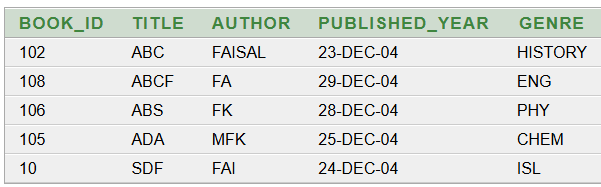 BOOK_ID TITLE AUTHOR PUBLISHED_YEAR GENRE
102 ABC FAISAL 23-DEC-04 HISTORY
108 ABCF FA 29-DEC-04 ENG
106 ABS FK 28-DEC-04 PHY
105 ADA MFK 25-DEC-04 CHEM
10 SDF FAI 24-DEC-04 ISL